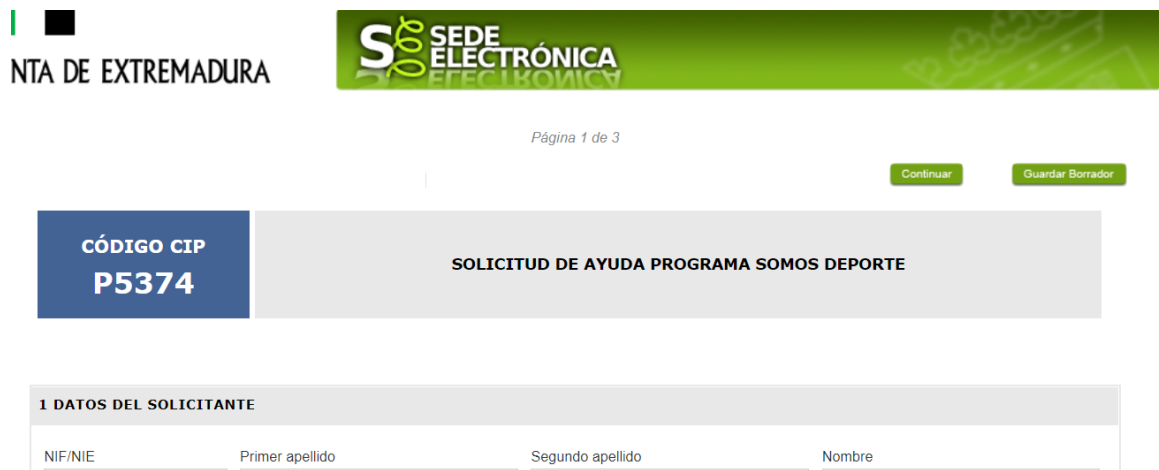 NTA DE EXTREMADURA
SE SEDE
ELECTRÓNICA
Página 1 de 3
Continuar Guardar Borrador
CÓDIGO CIP
P5374
SOLICITUD DE AYUDA PROGRAMA SOMOS DEPORTE
1 DATOS DEL SOLICITANTE
NIF/NIE Primer apellido Segundo apellido Nombre